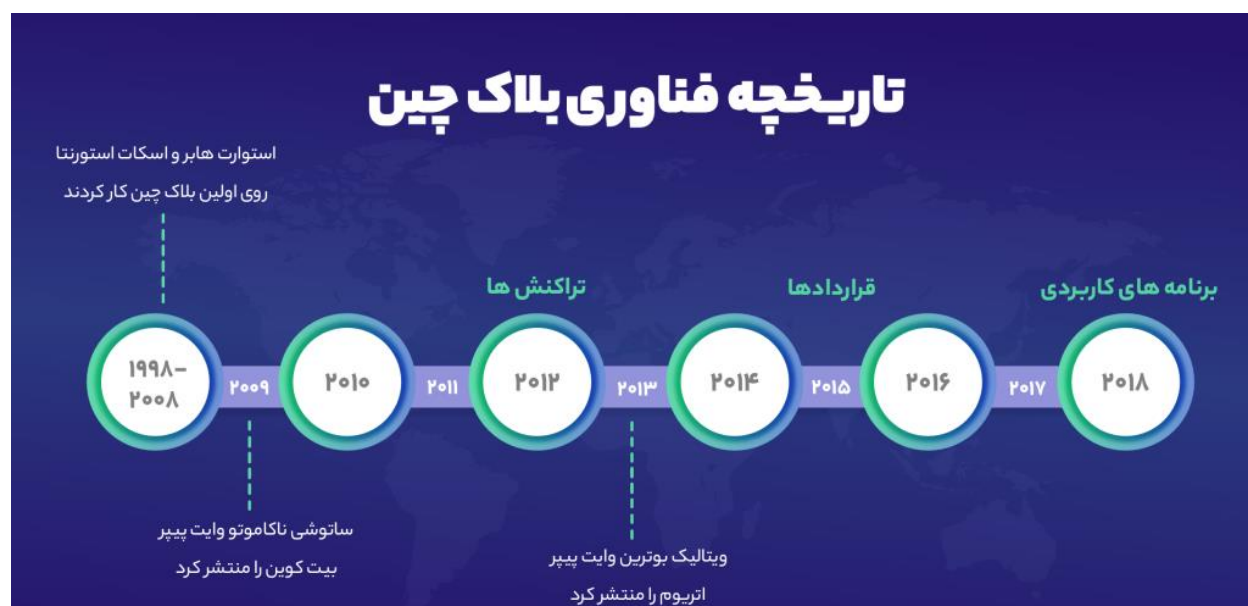 تاریخچه فناوری بلاک چین
استوارت هابر و اسکات استورنتا
روی اولین بلاک چین کار کردند
تراکنش ها
قراردادها
برنامه های کاربردی
۱۹۹۸–
۲۰۰۸
۲۰۰۹
۲۰۱۰
۲۰۱۱
۲۰۱۲
۲۰۱۳
۲۰۱۴
۲۰۱۵
۲۰۱۶
۲۰۱۷
۲۰۱۸
ساتوشی ناکاموتو وایت پیپر
بیت کوین را منتشر کرد
ویتالیک بوترین وایت پیپر
اتریوم را منتشر کرد